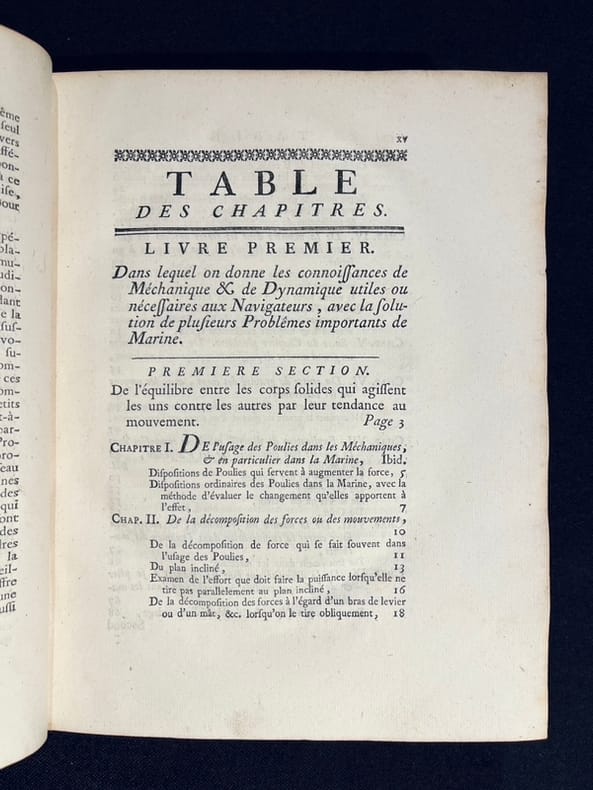 xv
TABLE
DES CHAPITRES.
LIVRE PREMIER.
Dans lequel on donne les connoiſſances de
Méchanique & de Dynamique utiles ou
néceſſaires aux Navigateurs, avec la ſolu-
tion de pluſieurs Problêmes importants de
Marine.
PREMIERE SECTION.
De l'équilibre entre les corps ſolides qui agiſſent
les uns contre les autres par leur tendance au
mouvement. Page 3
CHAPITRE I. DE l'uſage des Poulies dans les Méchaniques,
& en particulier dans la Marine, Ibid.
Diſpoſitions de Poulies qui ſervent à augmenter la force, 5
Diſpoſitions ordinaires des Poulies dans la Marine, avec la
méthode d'évaluer le changement qu'elles apportent à
l'effet, 7
CHAP. II. De la décompoſition des forces ou des mouvements,
10
De la décompoſition de force qui ſe fait ſouvent dans
l'uſage des Poulies, 11
Du plan incliné, 13
Examen de l'effort que doit faire la puiſſance lorſqu'elle ne
tire pas parallelement au plan incliné, 16
De la décompoſition des forces à l'égard d'un bras de levier
ou d'un mât, &c. lorſqu'on le tire obliquement, 18